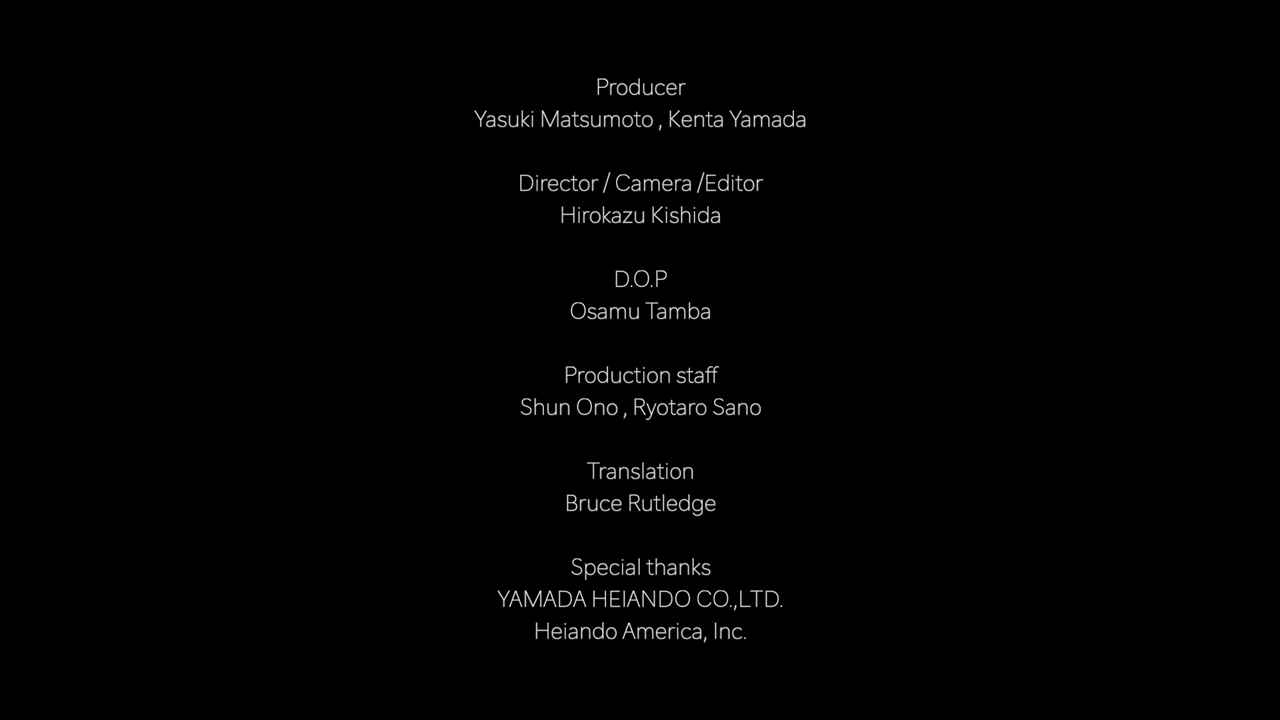 Producer
Yasuki Matsumoto , Kenta Yamada
Director / Camera /Editor
Hirokazu Kishida
D.O.P
Osamu Tamba
Production staff
Shun Ono , Ryotaro Sano
Translation
Bruce Rutledge
Special thanks
YAMADA HEIANDO CO.,LTD.
Heiando America, Inc.